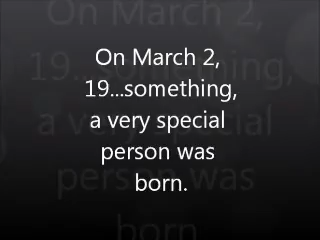 On March 2,
19...something,
a very special
person was
born.